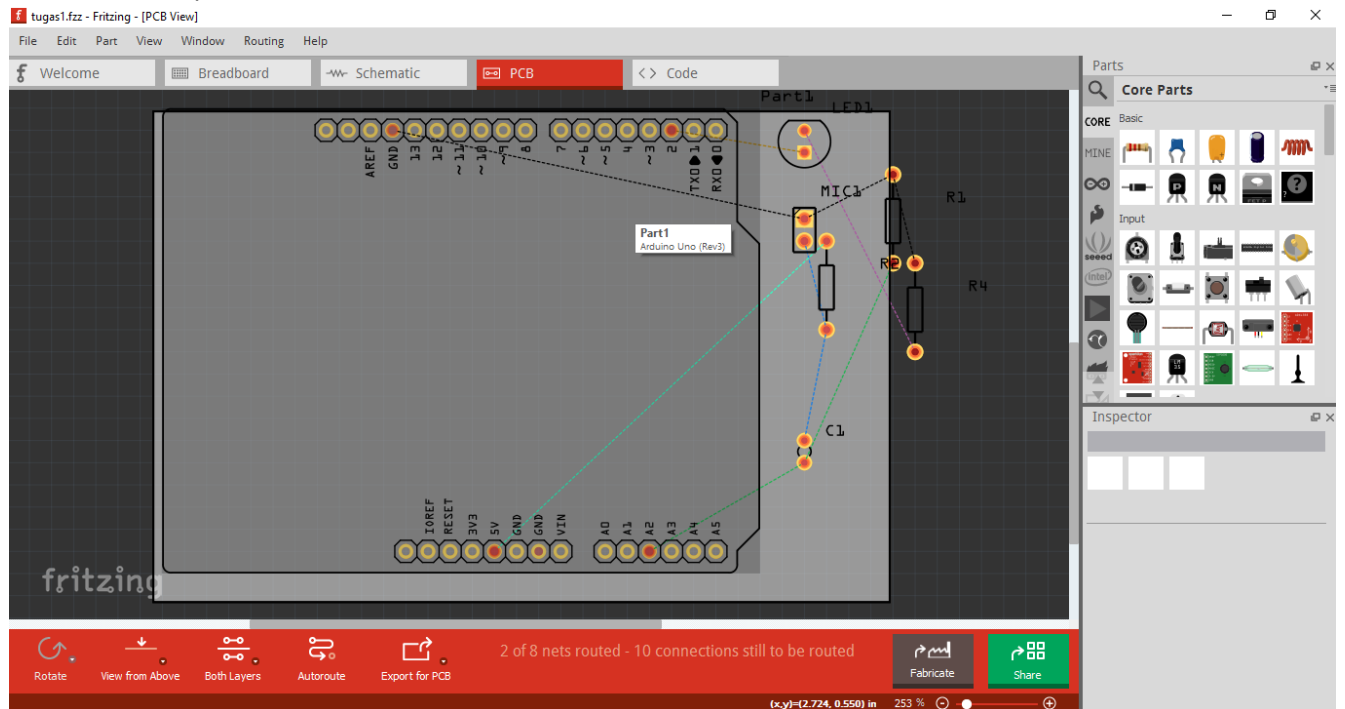 tugas1.fzz - Fritzing - [PCB View]
File Edit Part View Window Routing Help
Welcome
Breadboard
Schematic
PCB
Code
Parts
Core Parts
CORE
Basic
MINE
Input
seeed
intel
Part1
LED1
AREF
GND
13
12
~11
~10
~9
8
7
~6
~5
4
~3
2
TXD 1
RXD 0
MIC1
R1
Part1
Arduino Uno (Rev3)
R2
R4
C1
IOREF
RESET
3V3
5V
GND
GND
VIN
A0
A1
A2
A3
A4
A5
fritzing
Inspector
Rotate
View from Above
Both Layers
Autoroute
Export for PCB
2 of 8 nets routed - 10 connections still to be routed
Fabricate
Share
(x,y)=(2.724, 0.550) in
253 %